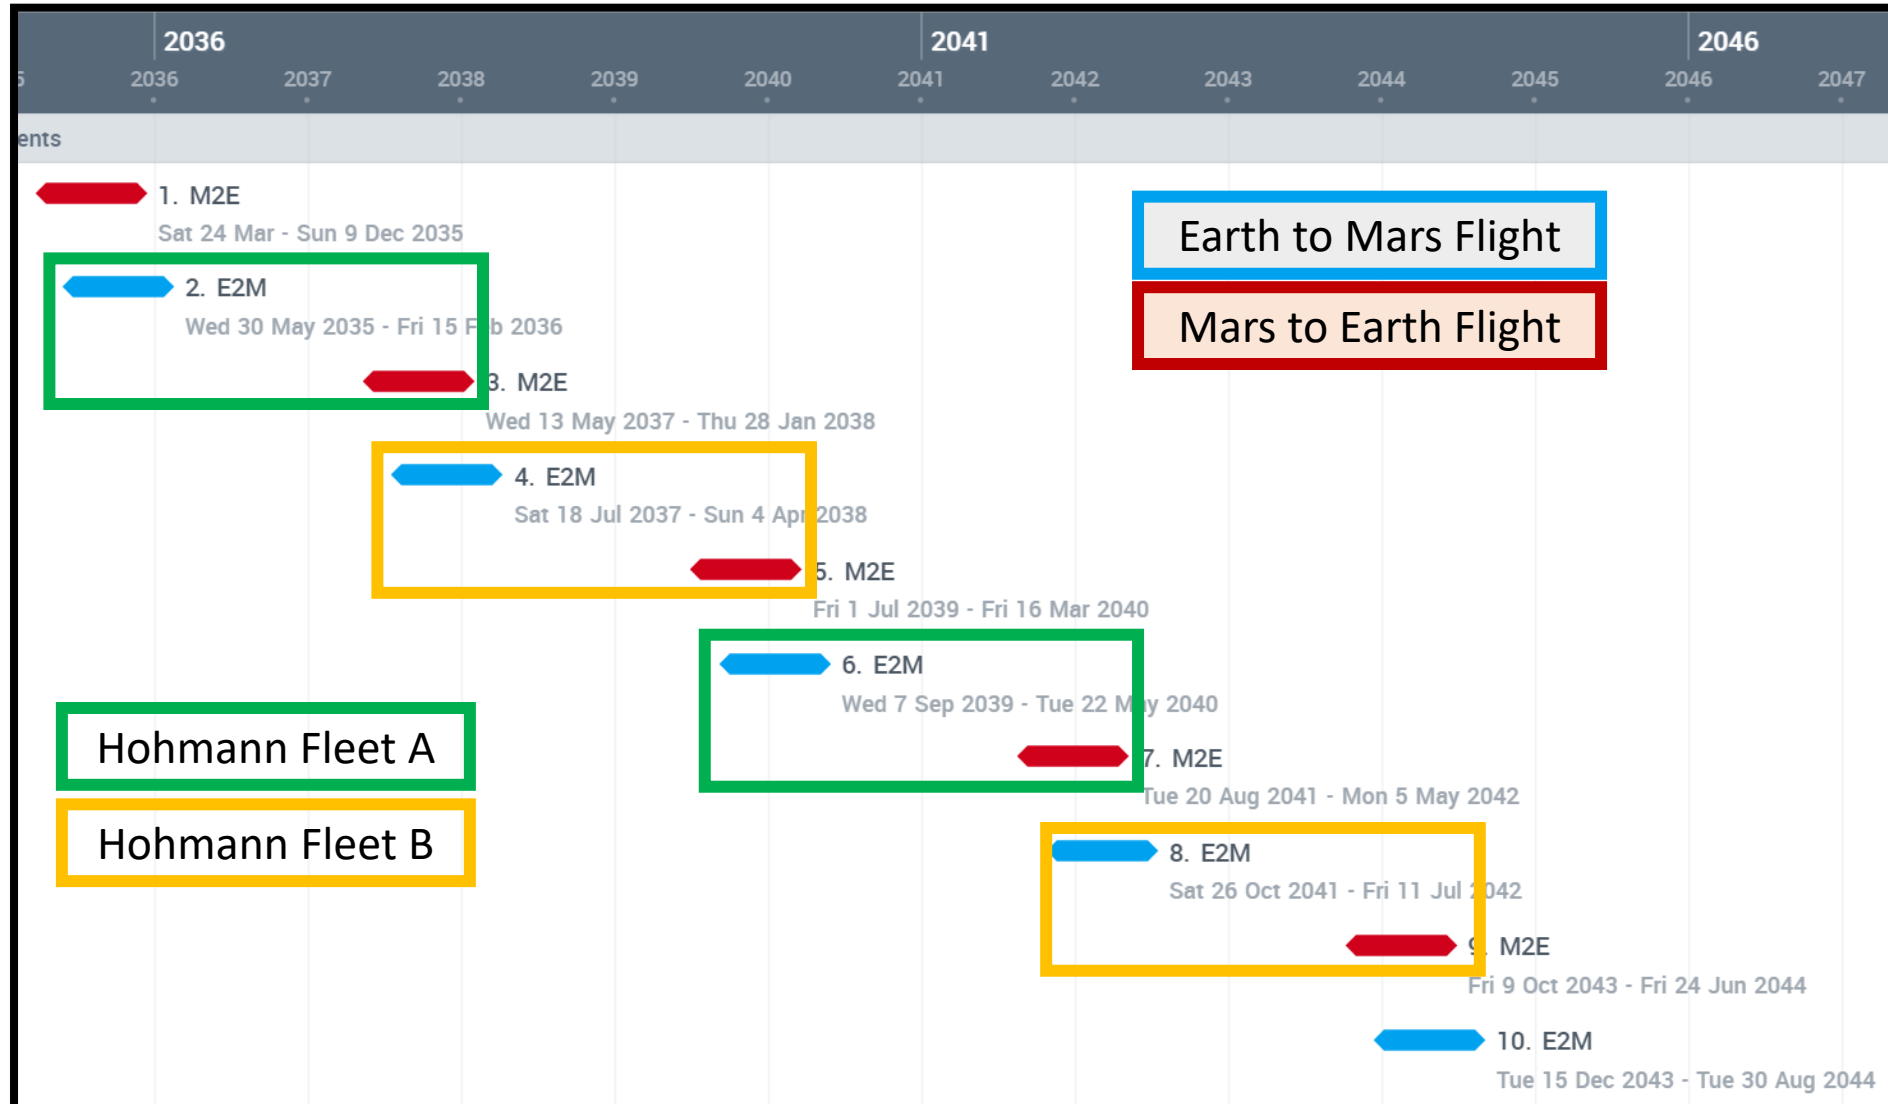 2036 2041 2046
5 2036 2037 2038 2039 2040 2041 2042 2043 2044 2045 2046 2047
ents
1. M2E
Sat 24 Mar - Sun 9 Dec 2035
Earth to Mars Flight
2. E2M
Wed 30 May 2035 - Fri 15 Feb 2036
Mars to Earth Flight
3. M2E
Wed 13 May 2037 - Thu 28 Jan 2038
4. E2M
Sat 18 Jul 2037 - Sun 4 Apr 2038
5. M2E
Fri 1 Jul 2039 - Fri 16 Mar 2040
6. E2M
Wed 7 Sep 2039 - Tue 22 May 2040
Hohmann Fleet A
7. M2E
Tue 20 Aug 2041 - Mon 5 May 2042
Hohmann Fleet B
8. E2M
Sat 26 Oct 2041 - Fri 11 Jul 2042
9. M2E
Fri 9 Oct 2043 - Fri 24 Jun 2044
10. E2M
Tue 15 Dec 2043 - Tue 30 Aug 2044